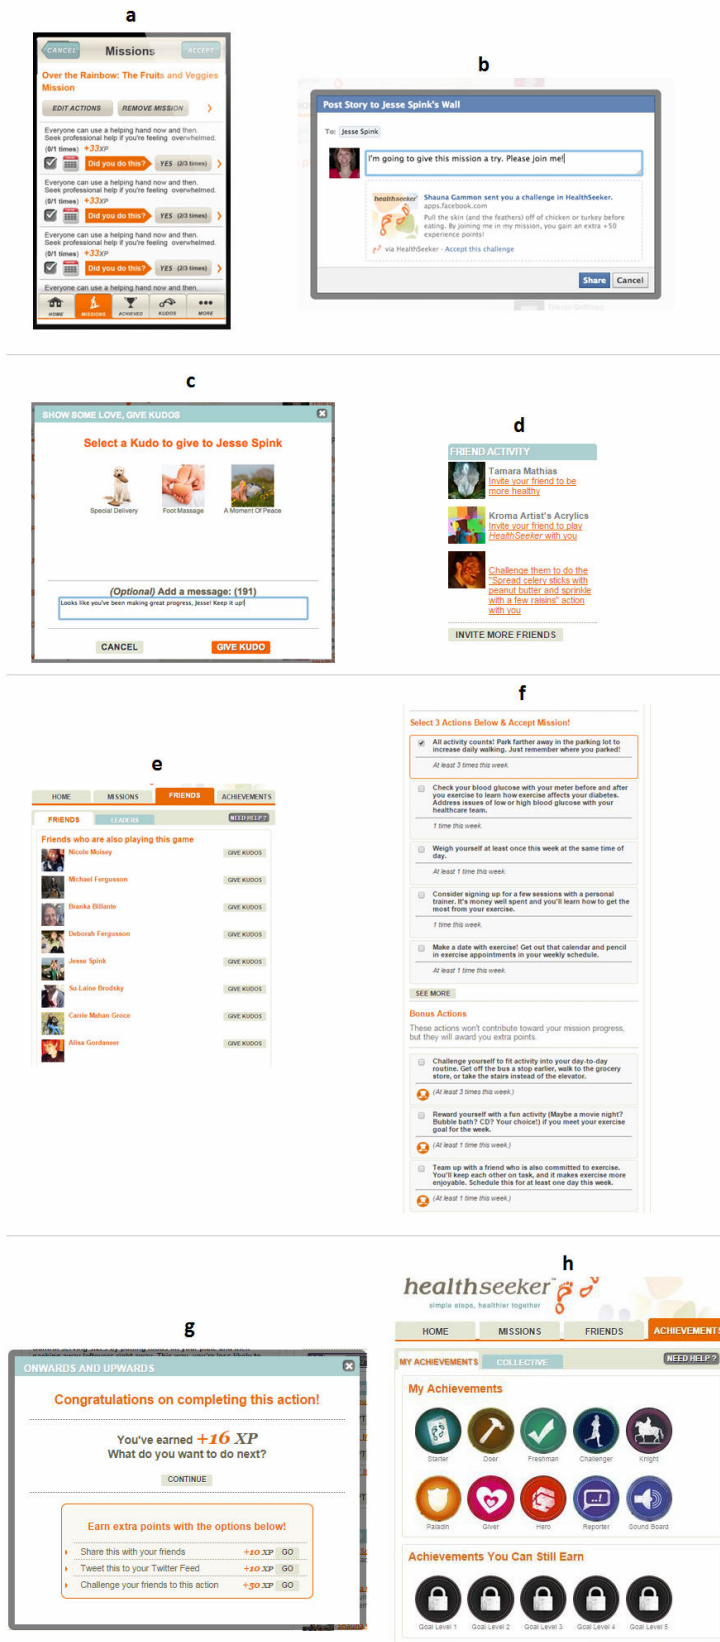 a
CANCEL Missions ACCEPT
Over the Rainbow: The Fruits and Veggies
Mission
EDIT ACTIONS REMOVE MISSION
Everyone can use a helping hand now and then.
Seek professional help if you're feeling overwhelmed.
(0/1 times) +33XP
Did you do this? YES (2/3 times)
Everyone can use a helping hand now and then.
Seek professional help if you're feeling overwhelmed.
(0/1 times) +33XP
Did you do this? YES (2/3 times)
Everyone can use a helping hand now and then.
Seek professional help if you're feeling overwhelmed.
(0/1 times) +33XP
Did you do this? YES (2/3 times)
Everyone can use a helping hand now and then.
HOME MISSIONS ACHIEVED KUDOS MORE
b
Post Story to Jesse Spink's Wall
To: Jesse Spink
I'm going to give this mission a try. Please join me!
healthseeker
Shauna Gammon sent you a challenge in HealthSeeker.
apps.facebook.com
Pull the skin (and the feathers) off of chicken or turkey before
eating. By joining me in my mission, you gain an extra +50
experience points!
via HealthSeeker - Accept this challenge
Share Cancel
c
SHOW SOME LOVE, GIVE KUDOS
Select a Kudo to give to Jesse Spink
Special Delivery Foot Massage A Moment Of Peace
(Optional) Add a message: (191)
Looks like you've been making great progress, Jesse! Keep it up!
CANCEL GIVE KUDO
d
FRIEND ACTIVITY
Tamara Mathias
Invite your friend to be
more healthy
Kroma Artist's Acrylics
Invite your friend to play
HealthSeeker with you
Challenge them to do the
"Spread celery sticks with
peanut butter and sprinkle
with a few raisins" action
with you
INVITE MORE FRIENDS
e
HOME MISSIONS FRIENDS ACHIEVEMENTS
FRIENDS LEADERS NEED HELP ?
Friends who are also playing this game
Nicole Moisey GIVE KUDOS
Michael Fergusson GIVE KUDOS
Branka Billante GIVE KUDOS
Deborah Fergusson GIVE KUDOS
Jesse Spink GIVE KUDOS
Su-Laine Brodsky GIVE KUDOS
Carrie Mahan Groce GIVE KUDOS
Alisa Gordaneer GIVE KUDOS
f
Select 3 Actions Below & Accept Mission!
All activity counts! Park farther away in the parking lot to
increase daily walking. Just remember where you parked!
At least 3 times this week.
Check your blood glucose with your meter before and after
you exercise to learn how exercise affects your diabetes.
Address issues of low or high blood glucose with your
healthcare team.
1 time this week.
Weigh yourself at least once this week at the same time of
day.
At least 1 time this week.
Consider signing up for a few sessions with a personal
trainer. It's money well spent and you'll learn how to get the
most from your exercise.
1 time this week.
Make a date with exercise! Get out that calendar and pencil
in exercise appointments in your weekly schedule.
At least 1 time this week.
SEE MORE
Bonus Actions
These actions won't contribute toward your mission progress,
but they will award you extra points.
Challenge yourself to fit activity into your day-to-day
routine. Get off the bus a stop earlier, walk to the grocery
store, or take the stairs instead of the elevator.
(At least 3 times this week.)
Reward yourself with a fun activity (Maybe a movie night?
Bubble bath? CD? Your choice!) if you meet your exercise
goal for the week.
(At least 1 time this week.)
Team up with a friend who is also committed to exercise.
You'll keep each other on task, and it makes exercise more
enjoyable. Schedule this for at least one day this week.
(At least 1 time this week.)
g
ONWARDS AND UPWARDS
Congratulations on completing this action!
You've earned +16 XP
What do you want to do next?
CONTINUE
Earn extra points with the options below!
Share this with your friends +10 XP GO
Tweet this to your Twitter Feed +10 XP GO
Challenge your friends to this action +50 XP GO
h
healthseeker™
simple steps, healthier together
HOME MISSIONS FRIENDS ACHIEVEMENTS
MY ACHIEVEMENTS COLLECTIVE NEED HELP ?
My Achievements
Starter Doer Freshman Challenger Knight
Paladin Giver Hero Reporter Sound Board
Achievements You Can Still Earn
Goal Level 1 Goal Level 2 Goal Level 3 Goal Level 4 Goal Level 5